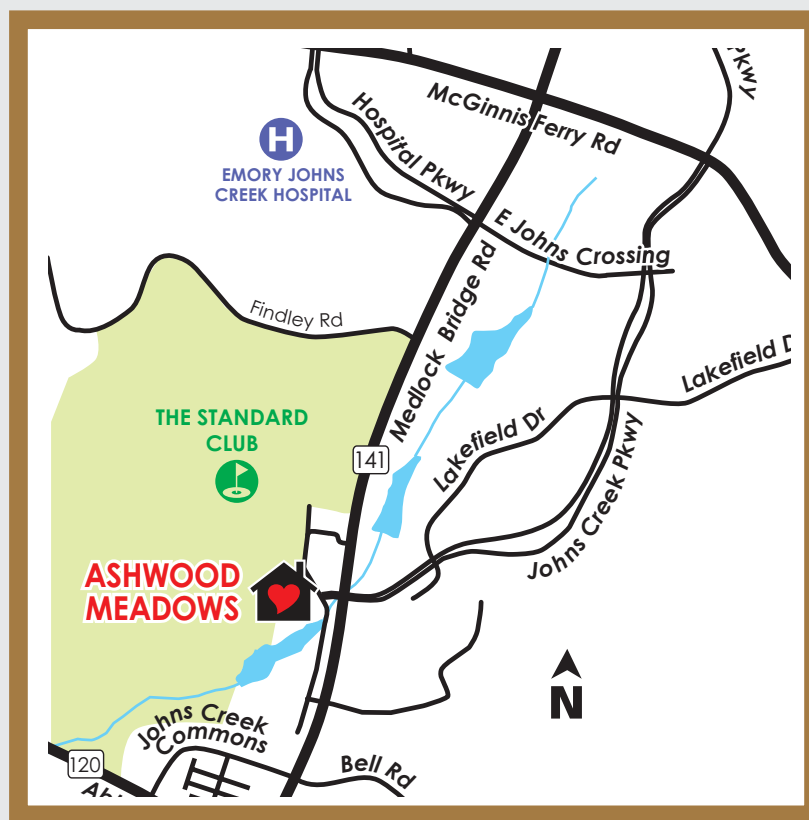 Pkwy
McGinnis Ferry Rd
H
Hospital Pkwy
EMORY JOHNS
CREEK HOSPITAL
E Johns Crossing
Medlock Bridge Rd
Findley Rd
Lakefield D
THE STANDARD
CLUB
Lakefield Dr
141
Johns Creek Pkwy
ASHWOOD
MEADOWS
N
Johns Creek
Commons
120
Bell Rd